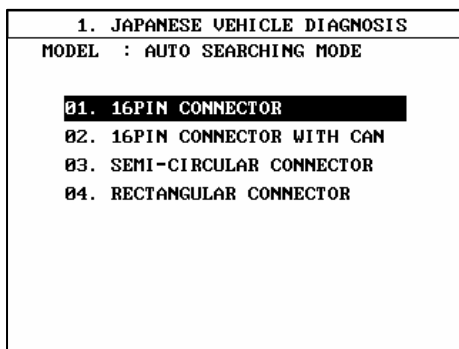 1. JAPANESE VEHICLE DIAGNOSIS
MODEL : AUTO SEARCHING MODE
01. 16PIN CONNECTOR
02. 16PIN CONNECTOR WITH CAN
03. SEMI-CIRCULAR CONNECTOR
04. RECTANGULAR CONNECTOR